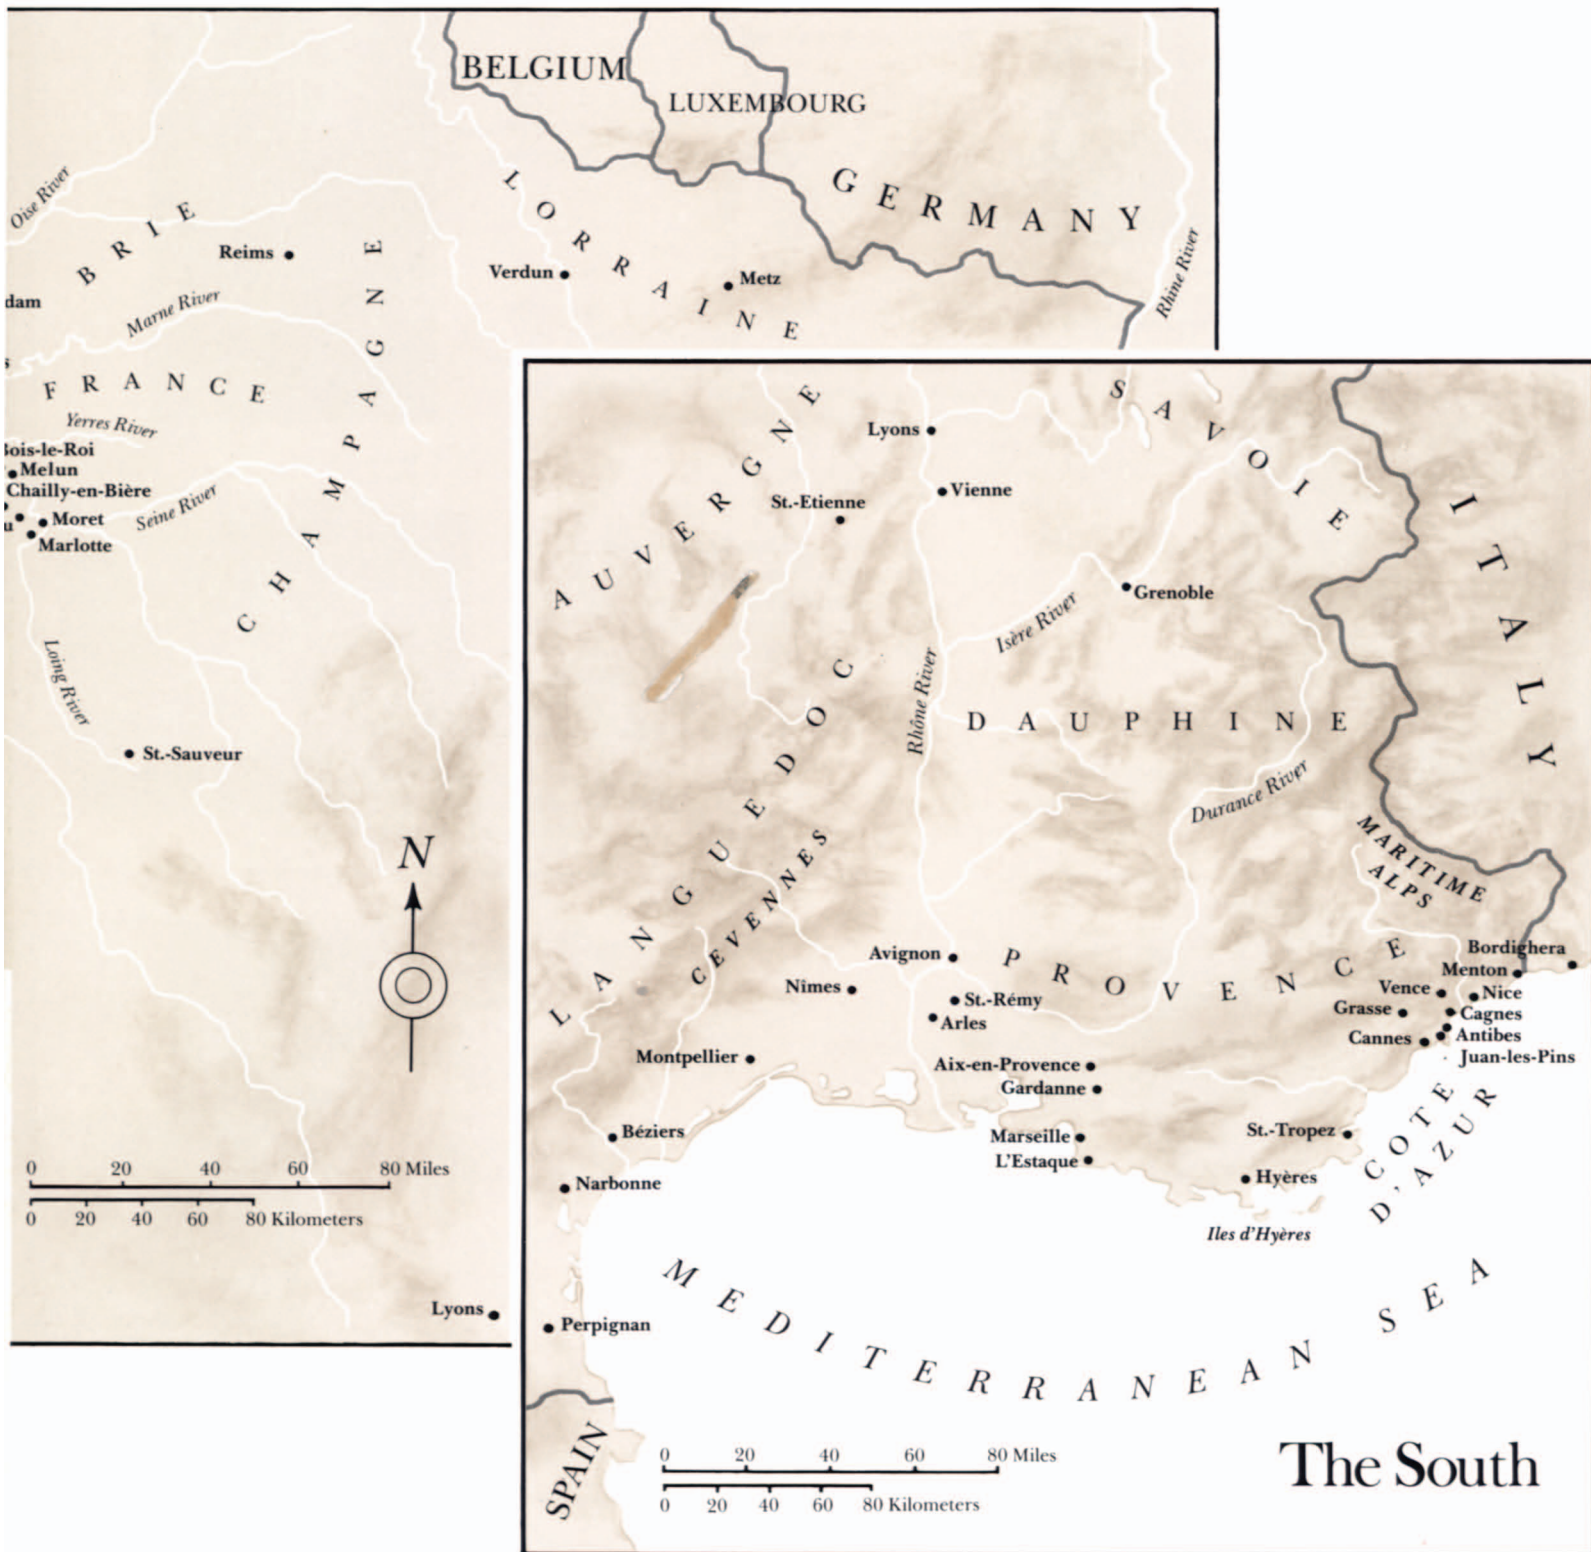 BELGIUM
LUXEMBOURG
GERMANY
LORRAINE
Oise River
BRIE
Reims
Verdun
Metz
Rhine River
dam
Marne River
CHAMPAGNE
s
FRANCE
Yerres River
Bois-le-Roi
Melun
Chailly-en-Bière
Seine River
u
Moret
Marlotte
Loing River
St.-Sauveur
N
0 20 40 60 80 Miles
0 20 40 60 80 Kilometers
Lyons
SAVOIE
AUVERGNE
Lyons
Vienne
St.-Etienne
ITALY
Grenoble
Isère River
Rhône River
LANGUEDOC
DAUPHINE
Durance River
CEVENNES
MARITIME
ALPS
Avignon
PROVENCE
Bordighera
Menton
Nîmes
St.-Rémy
Vence
Nice
Arles
Grasse
Cagnes
Cannes
Antibes
Juan-les-Pins
Montpellier
Aix-en-Provence
Gardanne
Béziers
Marseille
L'Estaque
St.-Tropez
COTE
D'AZUR
Narbonne
Hyères
Iles d'Hyères
MEDITERRANEAN SEA
Perpignan
SPAIN
0 20 40 60 80 Miles
0 20 40 60 80 Kilometers
The South